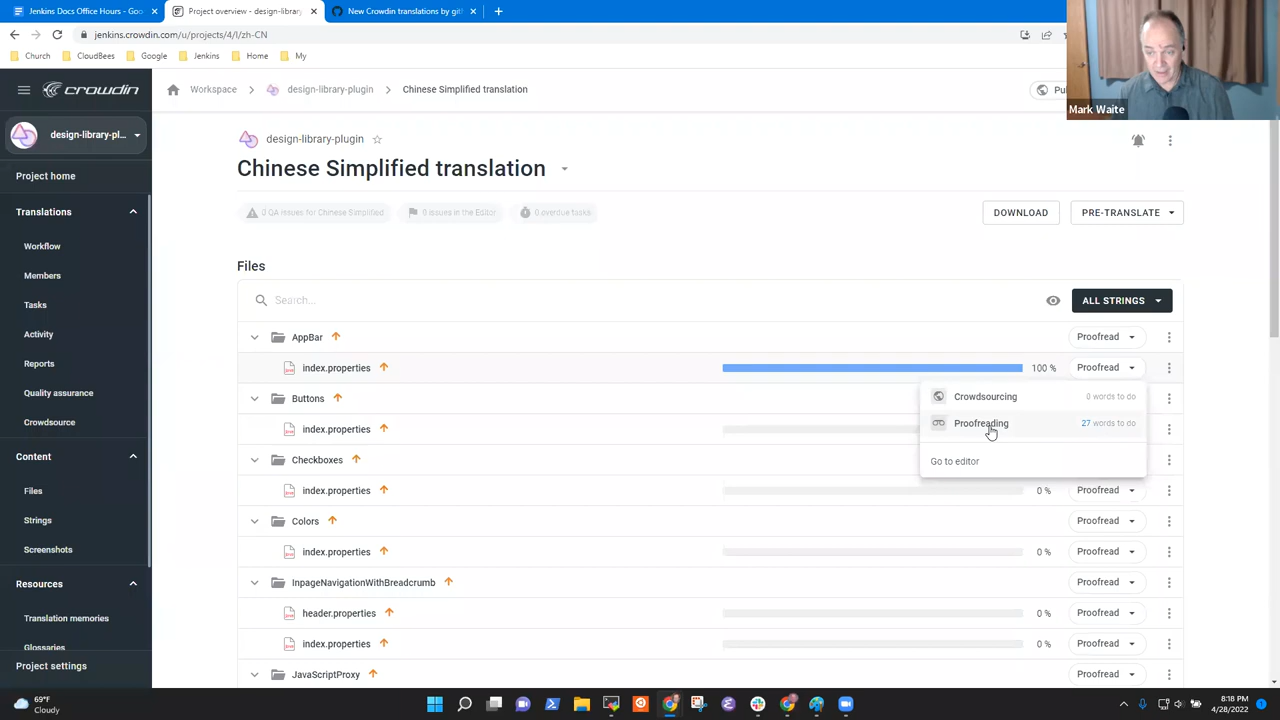 Jenkins Docs Office Hours - Goo
Project overview - design-library
New Crowdin translations by gith
jenkins.crowdin.com/u/projects/4/l/zh-CN
Church
CloudBees
Google
Jenkins
Home
My
Mark Waite
crowdin
Workspace
design-library-plugin
Chinese Simplified translation
Pu
design-library-pl...
design-library-plugin
Chinese Simplified translation
0 QA issues for Chinese Simplified
0 issues in the Editor
0 overdue tasks
DOWNLOAD
PRE-TRANSLATE
Project home
Translations
Workflow
Members
Tasks
Activity
Reports
Quality assurance
Crowdsource
Content
Files
Strings
Screenshots
Resources
Translation memories
Glossaries
Project settings
Files
Search...
ALL STRINGS
AppBar
Proofread
index.properties
100 %
Proofread
Crowdsourcing
0 words to do
Proofreading
27 words to do
Go to editor
Buttons
index.properties
Checkboxes
index.properties
0 %
Proofread
Colors
Proofread
index.properties
0 %
Proofread
InpageNavigationWithBreadcrumb
Proofread
header.properties
0 %
Proofread
index.properties
0 %
Proofread
JavaScriptProxy
Proofread
69°F
Cloudy
8:18 PM
4/28/2022